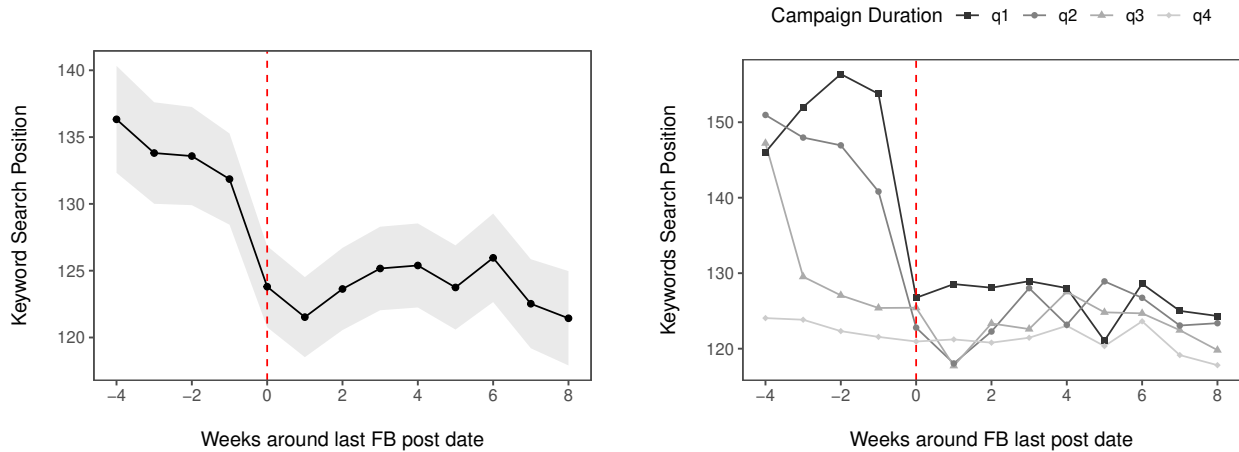 Campaign Duration q1 q2 q3 q4
Keyword Search Position
140
135
130
125
120
−4 −2 0 2 4 6 8
Weeks around last FB post date
Keywords Search Position
150
140
130
120
−4 −2 0 2 4 6 8
Weeks around FB last post date